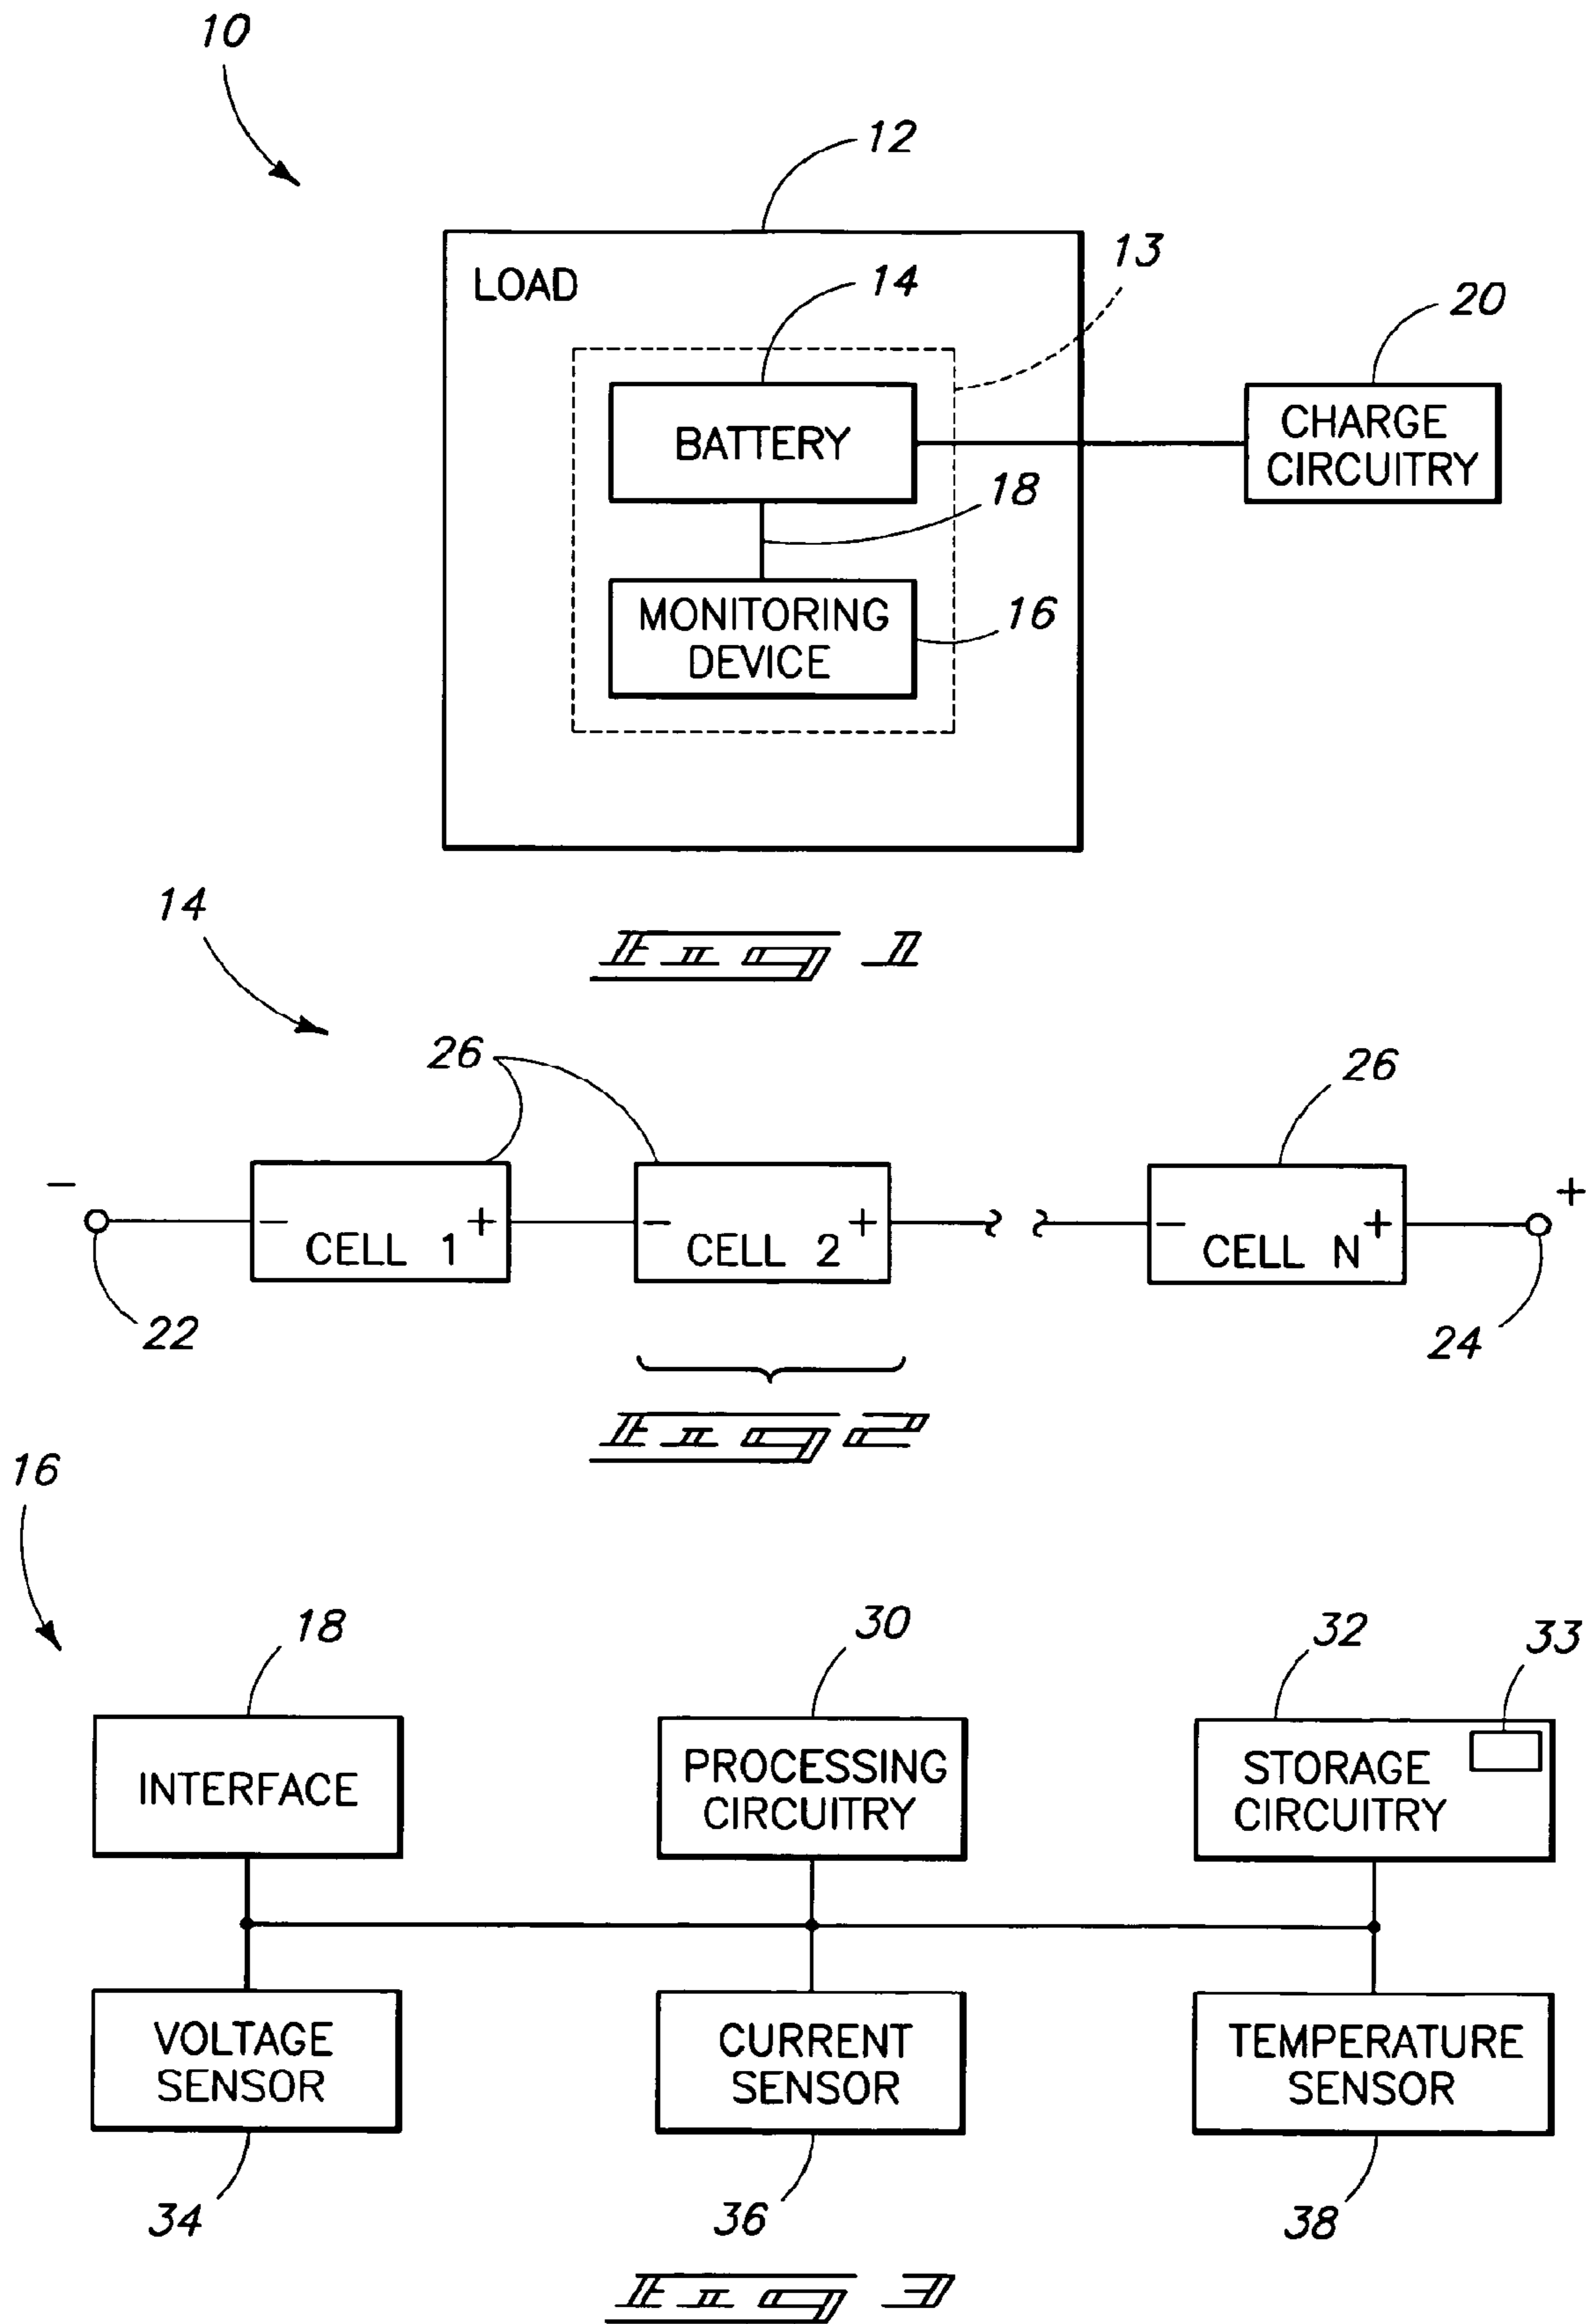 10
12
13
LOAD
14
20
BATTERY
CHARGE
CIRCUITRY
18
MONITORING
DEVICE
16
Fig 1
14
26
26
- - + - + - + +
CELL 1
CELL 2
CELL N
22
24
Fig 2
16
18
30
32
33
INTERFACE
PROCESSING
CIRCUITRY
STORAGE
CIRCUITRY
VOLTAGE
SENSOR
CURRENT
SENSOR
TEMPERATURE
SENSOR
34
36
38
Fig 3